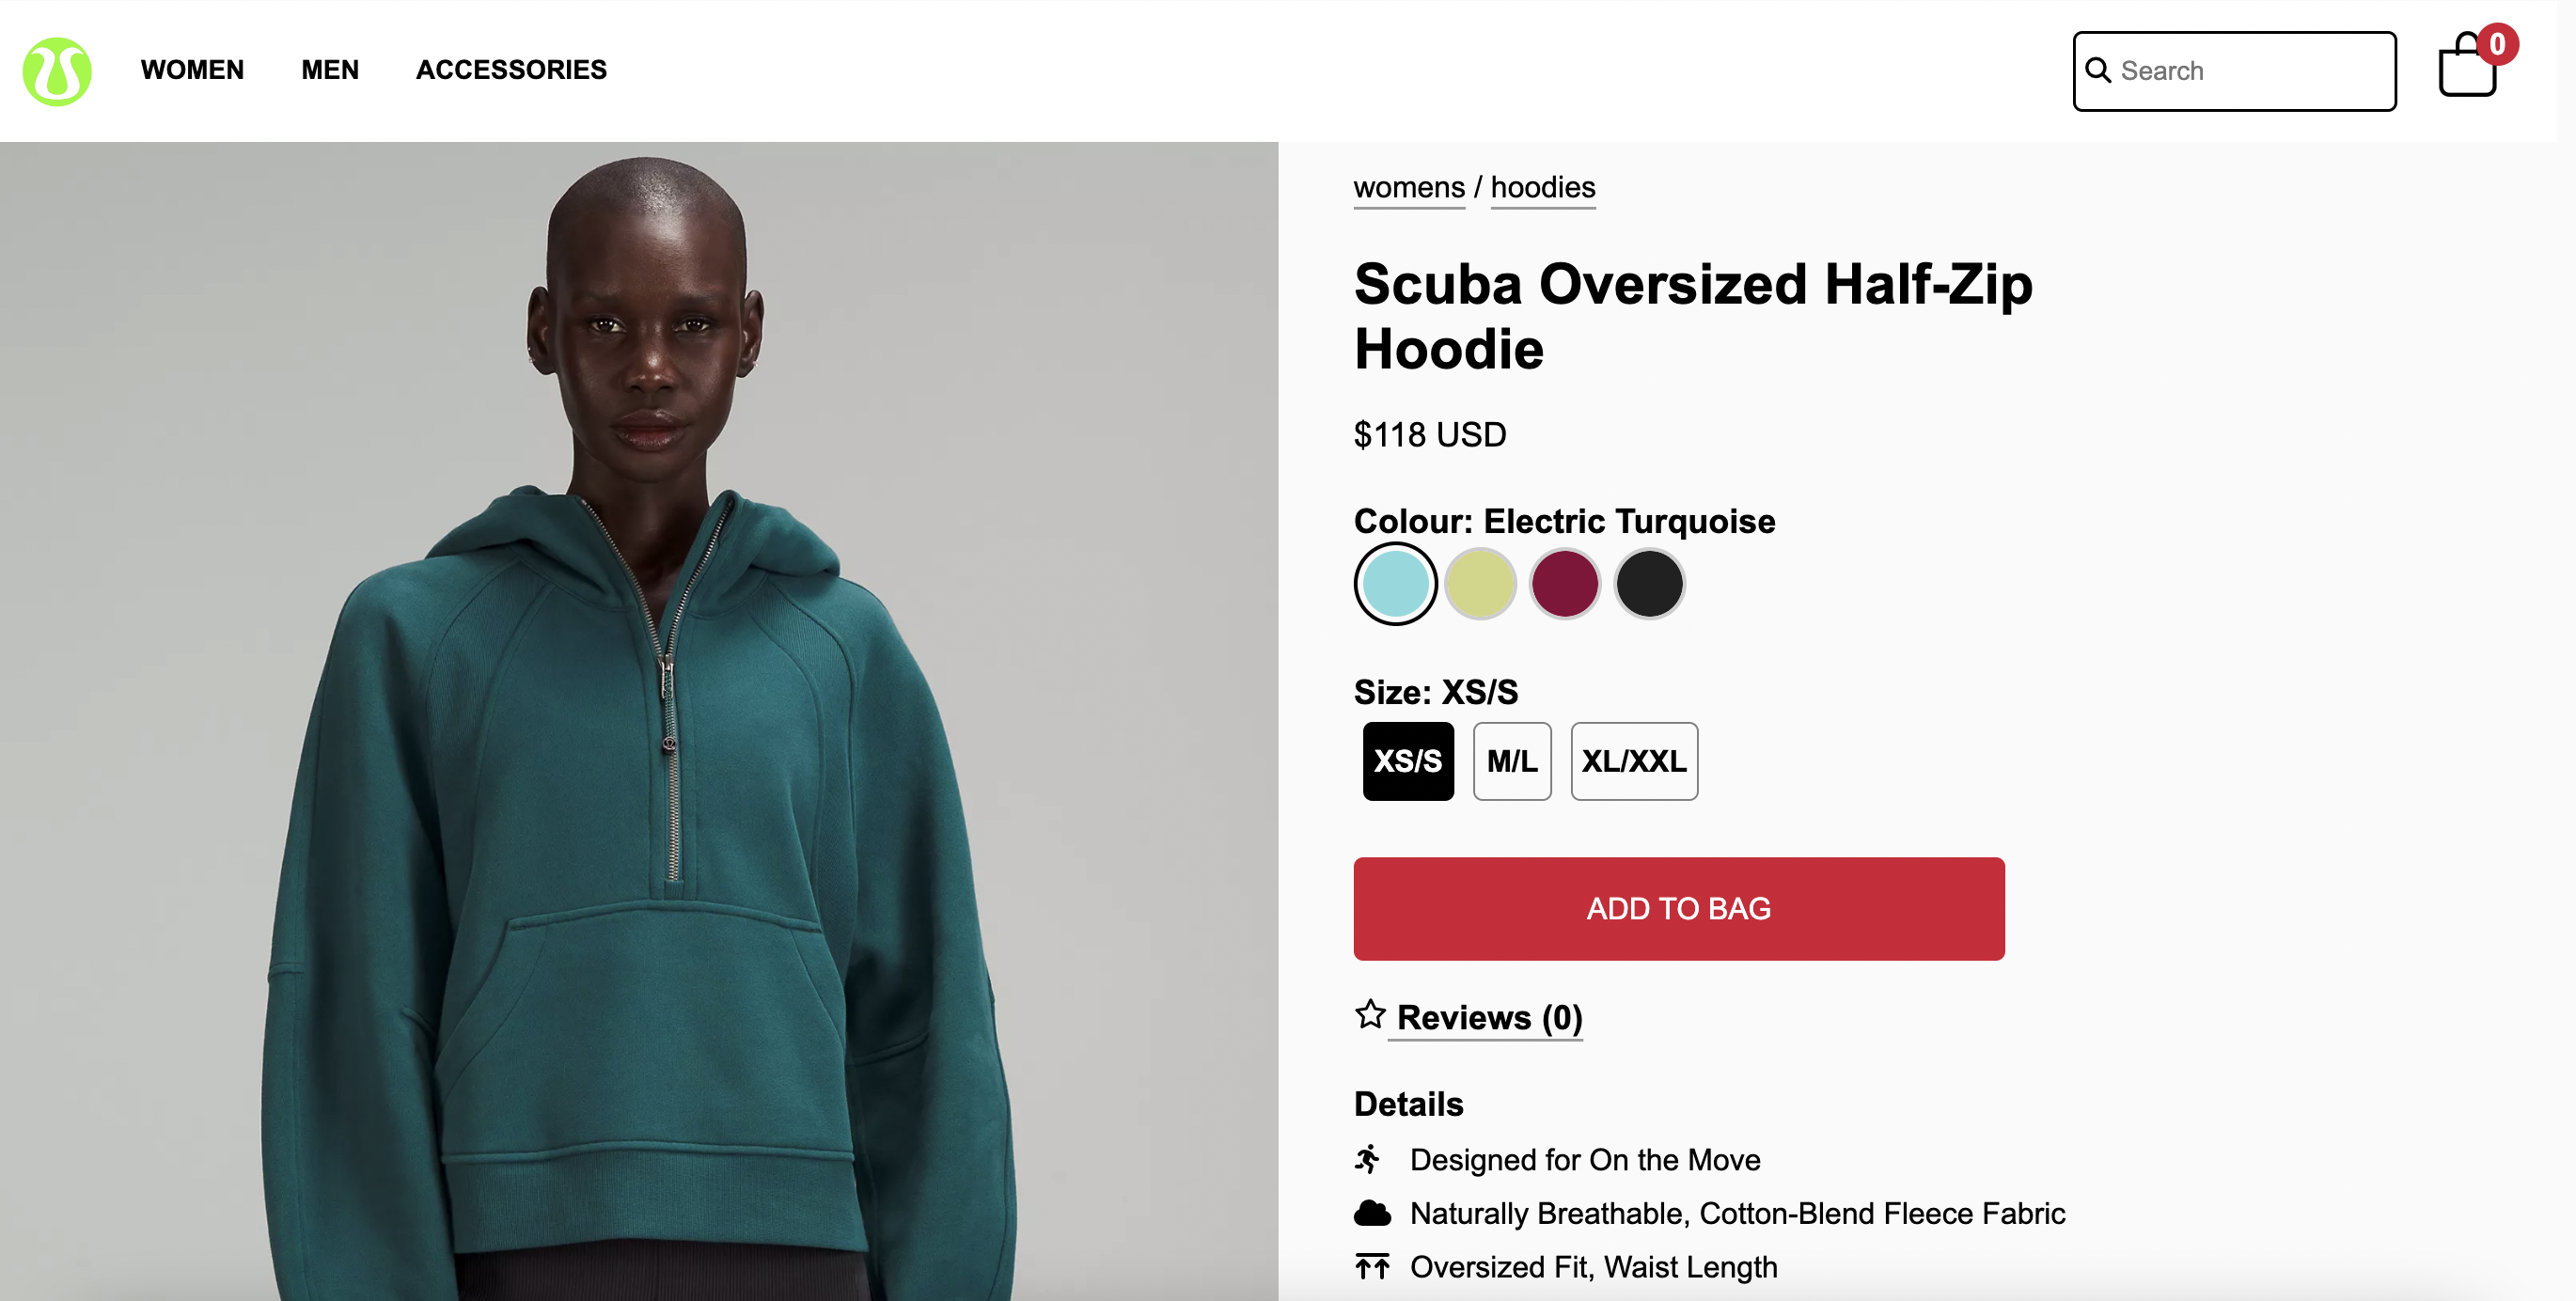 WOMEN MEN ACCESSORIES Search 0
womens / hoodies
Scuba Oversized Half-Zip
Hoodie
$118 USD
Colour: Electric Turquoise
Size: XS/S
XS/S M/L XL/XXL
ADD TO BAG
Reviews (0)
Details
Designed for On the Move
Naturally Breathable, Cotton-Blend Fleece Fabric
Oversized Fit, Waist Length